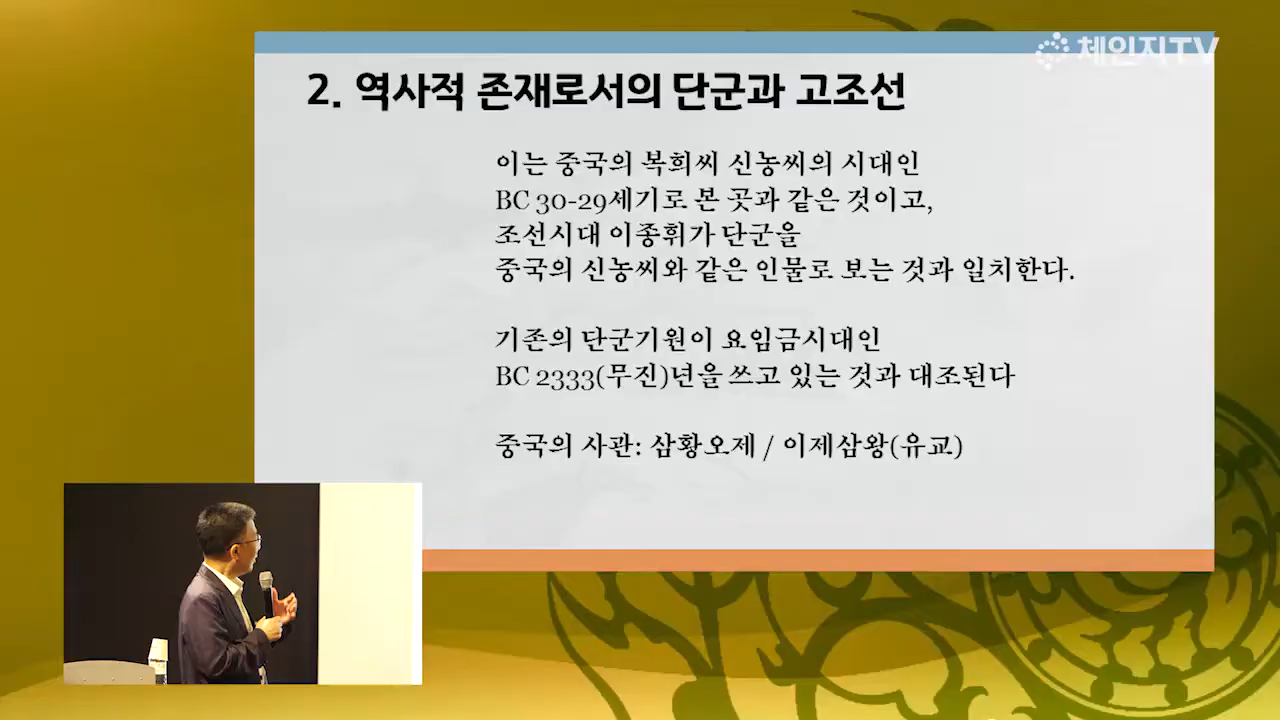 체인지TV
2. 역사적 존재로서의 단군과 고조선
이는 중국의 복희씨 신농씨의 시대인
BC 30-29세기로 본 곳과 같은 것이고,
조선시대 이종휘가 단군을
중국의 신농씨와 같은 인물로 보는 것과 일치한다.
기존의 단군기원이 요임금시대인
BC 2333(무진)년을 쓰고 있는 것과 대조된다
중국의 사관: 삼황오제 / 이제삼왕(유교)